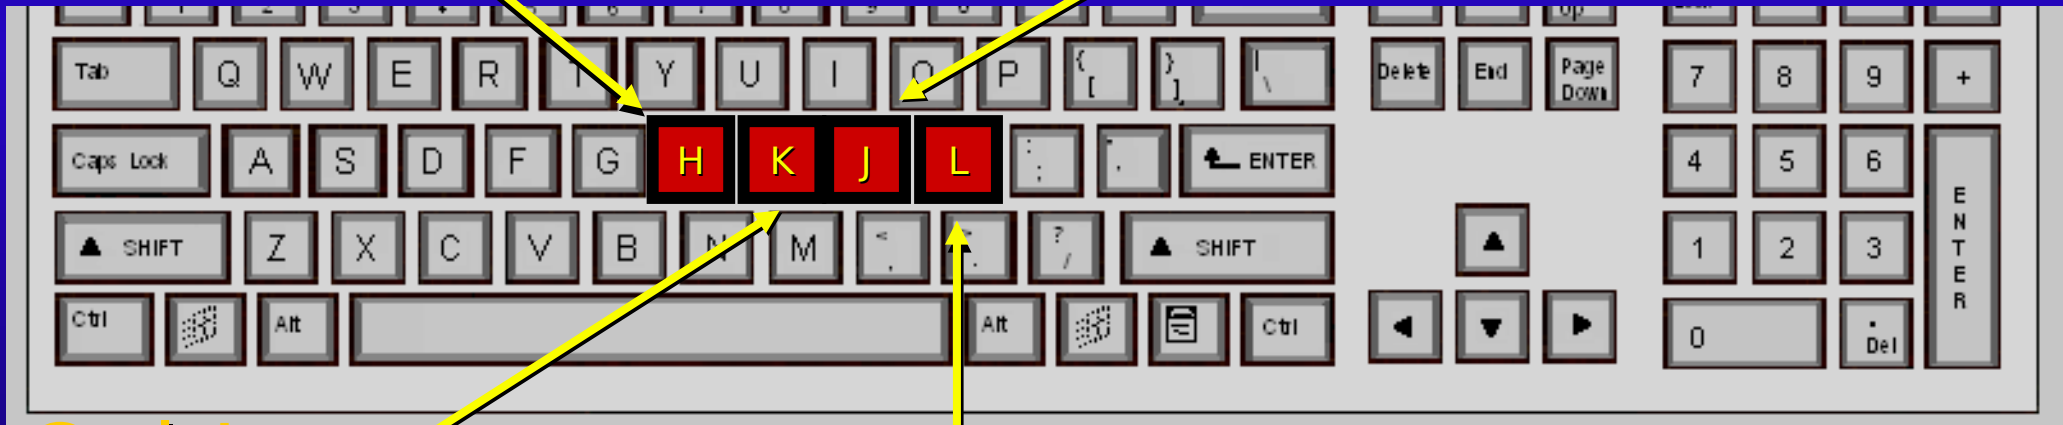 Tab Q W E R T Y U I O P { [ } ] | \ Delete End Page Down 7 8 9 +
Caps Lock A S D F G H K J L : ; " , ENTER 4 5 6
SHIFT Z X C V B N M < , > . ? / SHIFT 1 2 3 ENTER
Ctrl Alt Alt Ctrl 0 . Del